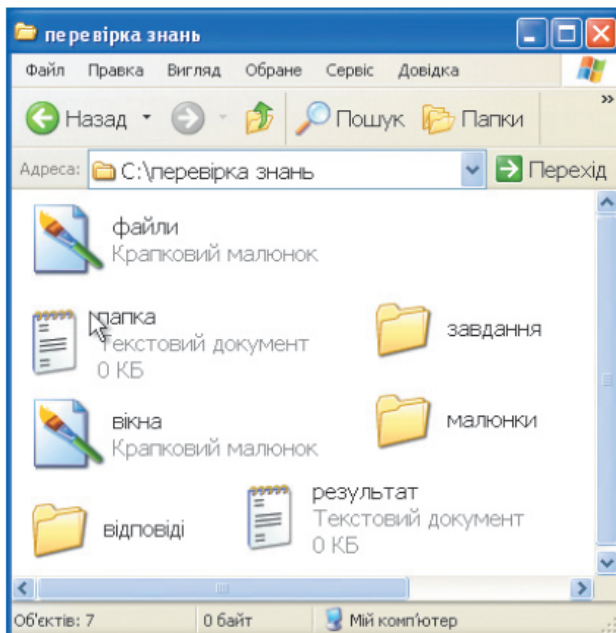 перевірка знань
Файл Правка Вигляд Обране Сервіс Довідка
Назад Пошук Папки »
Адреса: C:\перевірка знань Перехід
файли
Крапковий малюнок
папка
Текстовий документ
0 КБ
завдання
вікна
Крапковий малюнок
малюнки
відповіді
результат
Текстовий документ
0 КБ
Об'єктів: 7 0 байт Мій комп'ютер